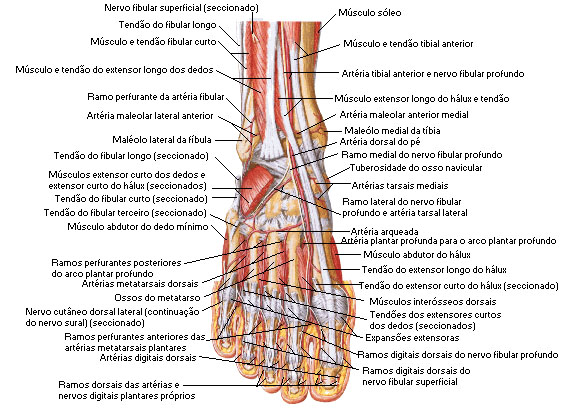 Nervo fibular superficial (seccionado)
Tendão do fibular longo
Músculo e tendão fibular curto
Músculo e tendão do extensor longo dos dedos
Ramo perfurante da artéria fibular
Artéria maleolar lateral anterior
Maléolo lateral da fíbula
Tendão do fibular longo (seccionado)
Músculos extensor curto dos dedos e
extensor curto do hálux (seccionados)
Tendão do fibular curto (seccionado)
Tendão do fibular terceiro (seccionado)
Músculo abdutor do dedo mínimo
Ramos perfurantes posteriores
do arco plantar profundo
Artérias metatarsais dorsais
Ossos do metatarso
Nervo cutâneo dorsal lateral (continuação
do nervo sural) (seccionado)
Ramos perfurantes anteriores das
artérias metatarsais plantares
Artérias digitais dorsais
Ramos dorsais das artérias e
nervos digitais plantares próprios
Músculo sóleo
Músculo e tendão tibial anterior
Artéria tibial anterior e nervo fibular profundo
Músculo extensor longo do hálux e tendão
Artéria maleolar anterior medial
Maleólo medial da tíbia
Artéria dorsal do pé
Ramo medial do nervo fibular profundo
Tuberosidade do osso navicular
Artérias tarsais mediais
Ramo lateral do nervo fibular
profundo e artéria tarsal lateral
Artéria arqueada
Artéria plantar profunda para o arco plantar profundo
Músculo abdutor do hálux
Tendão do extensor longo do hálux
Tendão do extensor curto do hálux (seccionado)
Músculos interósseos dorsais
Tendões dos extensores curtos
dos dedos (seccionados)
Expansões extensoras
Ramos digitais dorsais do nervo fibular profundo
Ramos digitais dorsais do
nervo fibular superficial